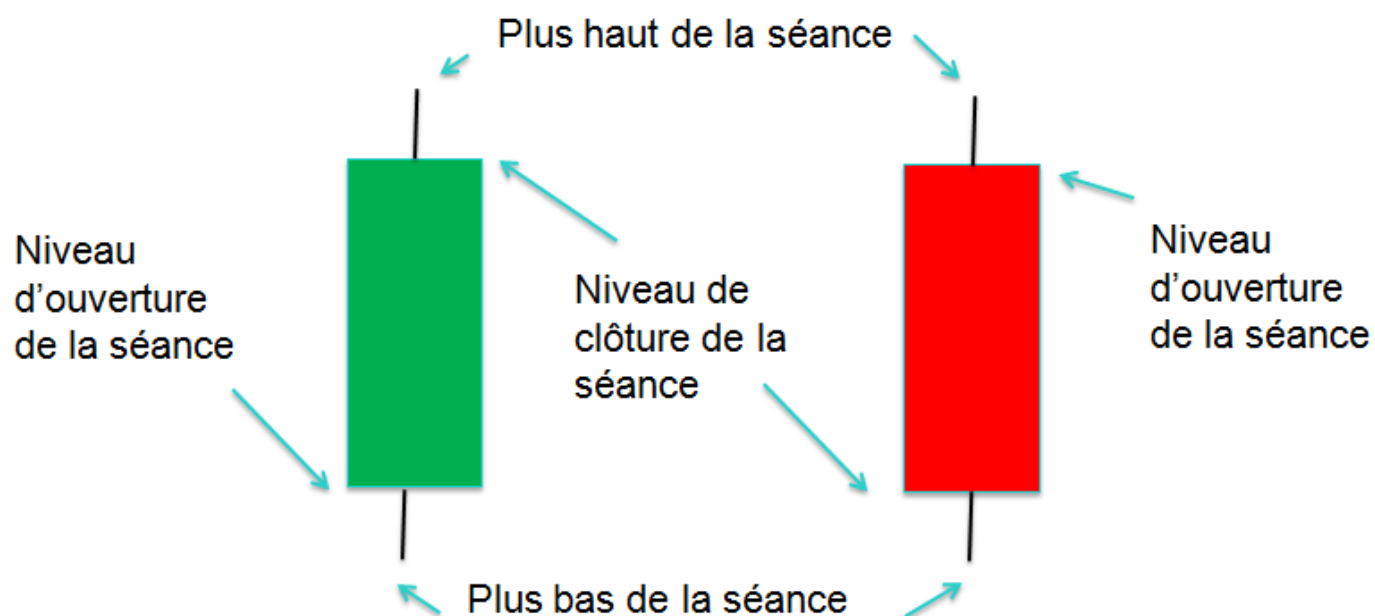 Plus haut de la séance
Niveau
d’ouverture
de la séance
Niveau de
clôture de la
séance
Niveau
d’ouverture
de la séance
Plus bas de la séance